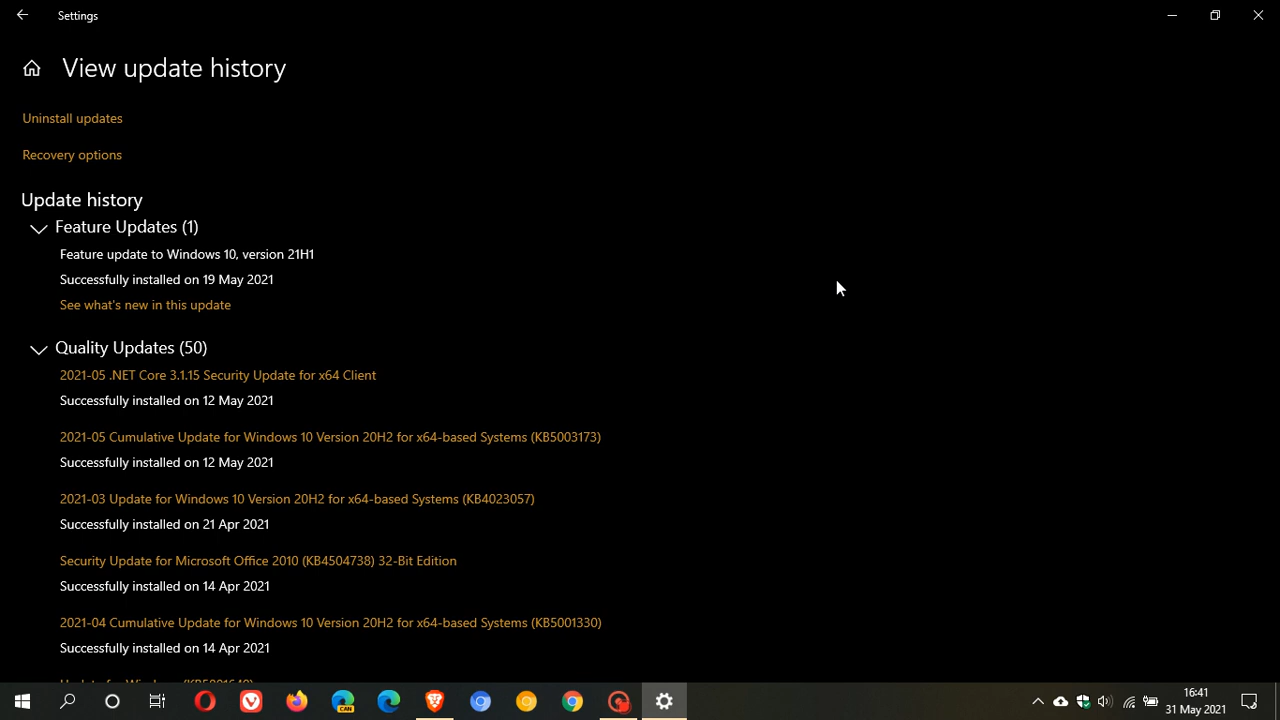 Settings
View update history
Uninstall updates
Recovery options
Update history
Feature Updates (1)
Feature update to Windows 10, version 21H1
Successfully installed on 19 May 2021
See what's new in this update
Quality Updates (50)
2021-05 .NET Core 3.1.15 Security Update for x64 Client
Successfully installed on 12 May 2021
2021-05 Cumulative Update for Windows 10 Version 20H2 for x64-based Systems (KB5003173)
Successfully installed on 12 May 2021
2021-03 Update for Windows 10 Version 20H2 for x64-based Systems (KB4023057)
Successfully installed on 21 Apr 2021
Security Update for Microsoft Office 2010 (KB4504738) 32-Bit Edition
Successfully installed on 14 Apr 2021
2021-04 Cumulative Update for Windows 10 Version 20H2 for x64-based Systems (KB5001330)
Successfully installed on 14 Apr 2021
Update for Windows
CAN
16:41
31 May 2021